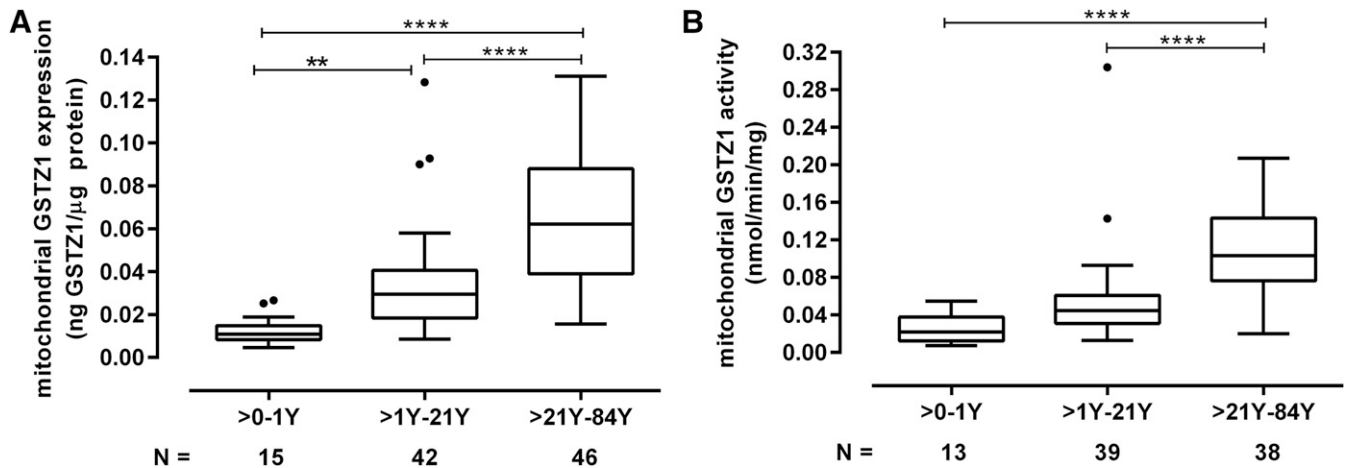 A
mitochondrial GSTZ1 expression
(ng GSTZ1/μg protein)
****
**
****
0.14
0.12
0.10
0.08
0.06
0.04
0.02
0.00
>0-1Y >1Y-21Y >21Y-84Y
N = 15 42 46
B
mitochondrial GSTZ1 activity
(nmol/min/mg)
****
****
0.32
0.28
0.24
0.20
0.16
0.12
0.08
0.04
0.00
>0-1Y >1Y-21Y >21Y-84Y
N = 13 39 38